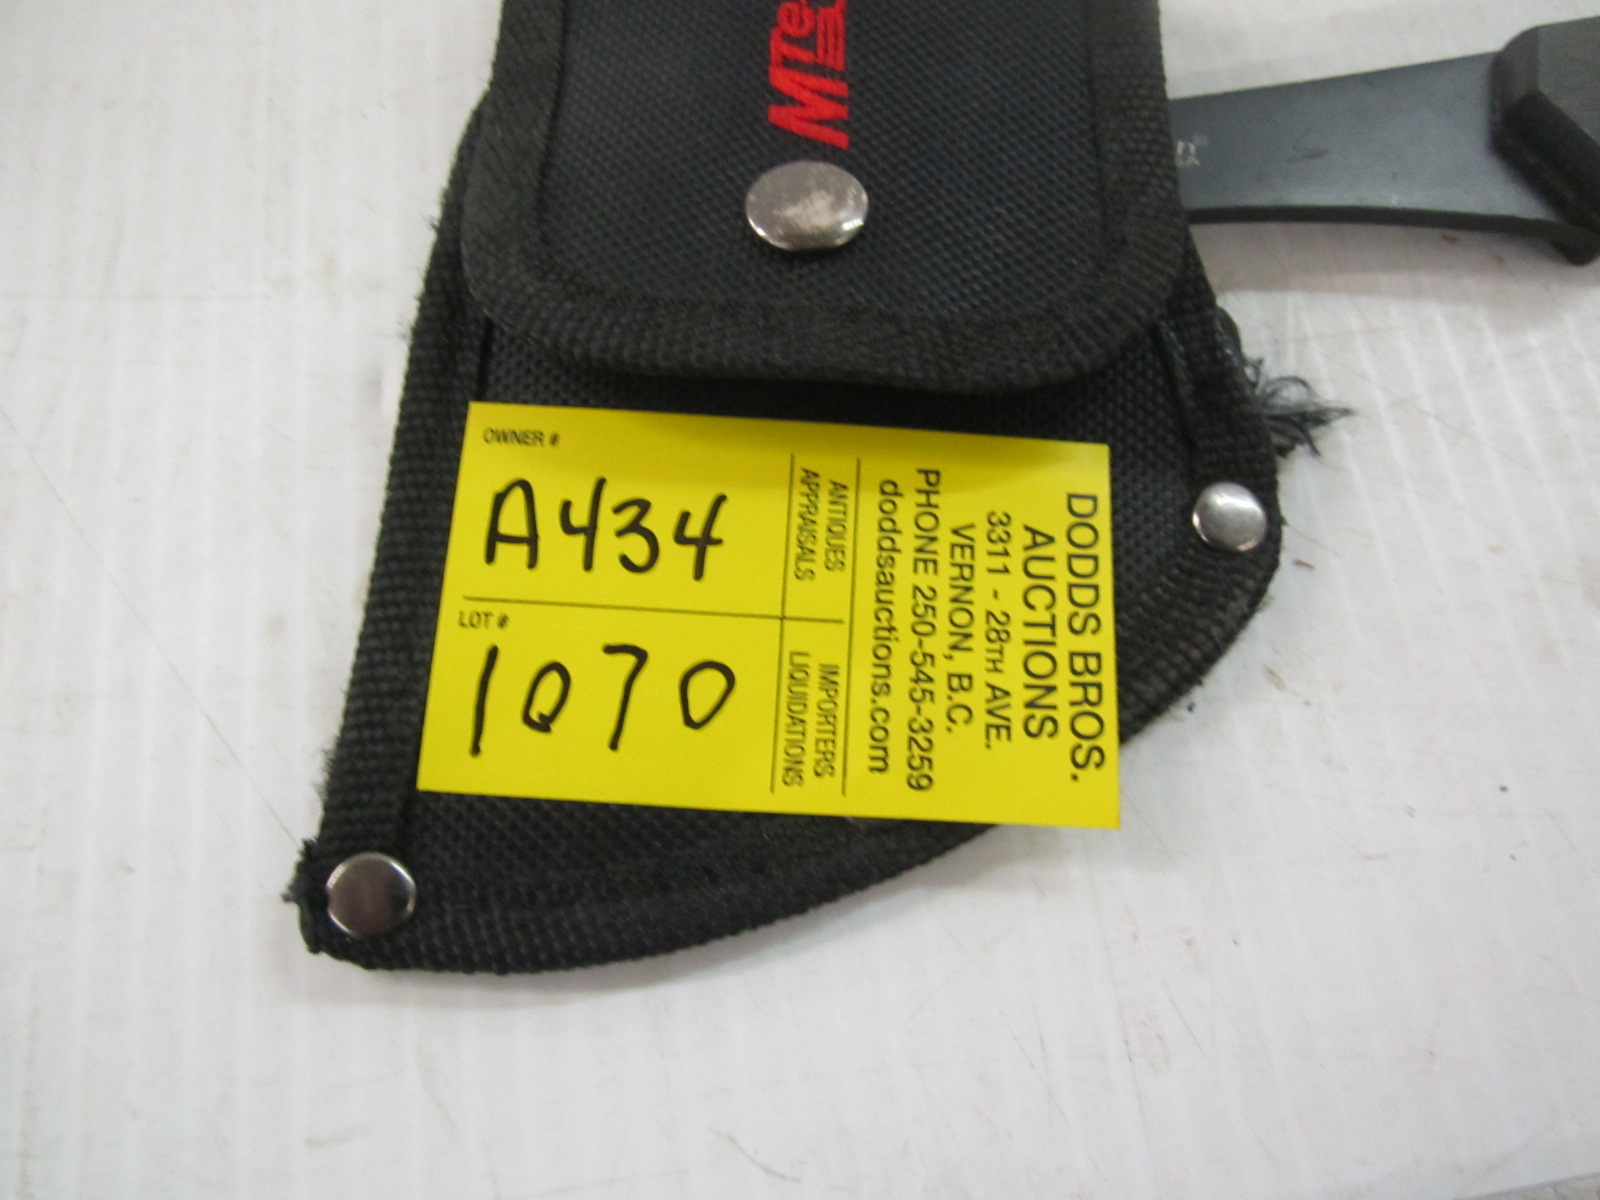 MTe
OWNER #
A434
LOT #
1070
ANTIQUES
APPRAISALS
IMPORTERS
LIQUIDATIONS
DODDS BROS.
AUCTIONS
3311 - 28TH AVE.
VERNON, B.C.
PHONE 250-545-3259
doddsauctions.com